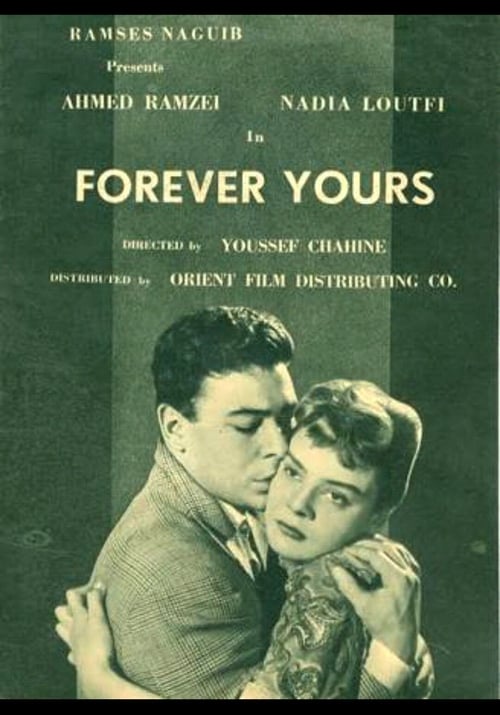 RAMSES NAGUIB
Presents
AHMED RAMZEI NADIA LOUTFI
In
FOREVER YOURS
DIRECTED by YOUSSEF CHAHINE
DISTRIBUTED by ORIENT FILM DISTRIBUTING CO.